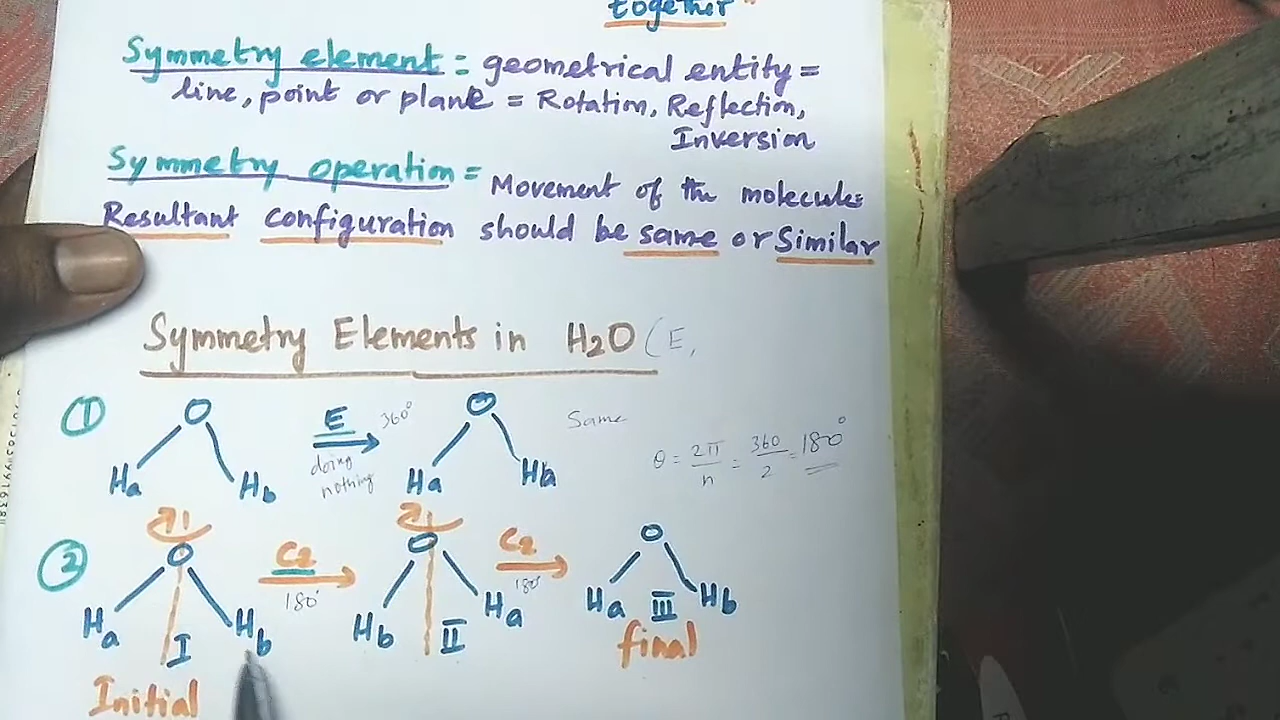 together"
Symmetry element = geometrical entity =
line, point or plane = Rotation, Reflection,
Inversion
Symmetry operation = Movement of the molecule
Resultant configuration should be same or Similar
Symmetry Elements in H2O (E,
① O E 360° O Same
doing nothing
Ha Hb Ha Hb
θ = 2π/n = 360/2 = 180°
② O C2 180° O C2 180° O
Ha Hb Hb Ha Ha Hb
I II III
Initial final